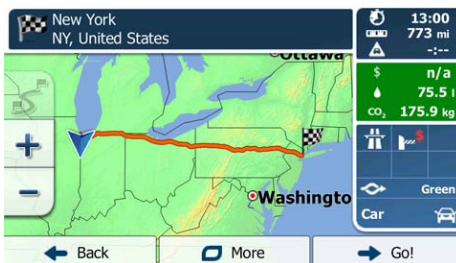 New York
NY, United States
13:00
773 mi
-:--
Ottawa
$ n/a
75.5 l
CO₂ 175.9 kg
+
$
–
Washingto
Green
Car
Back
More
Go!